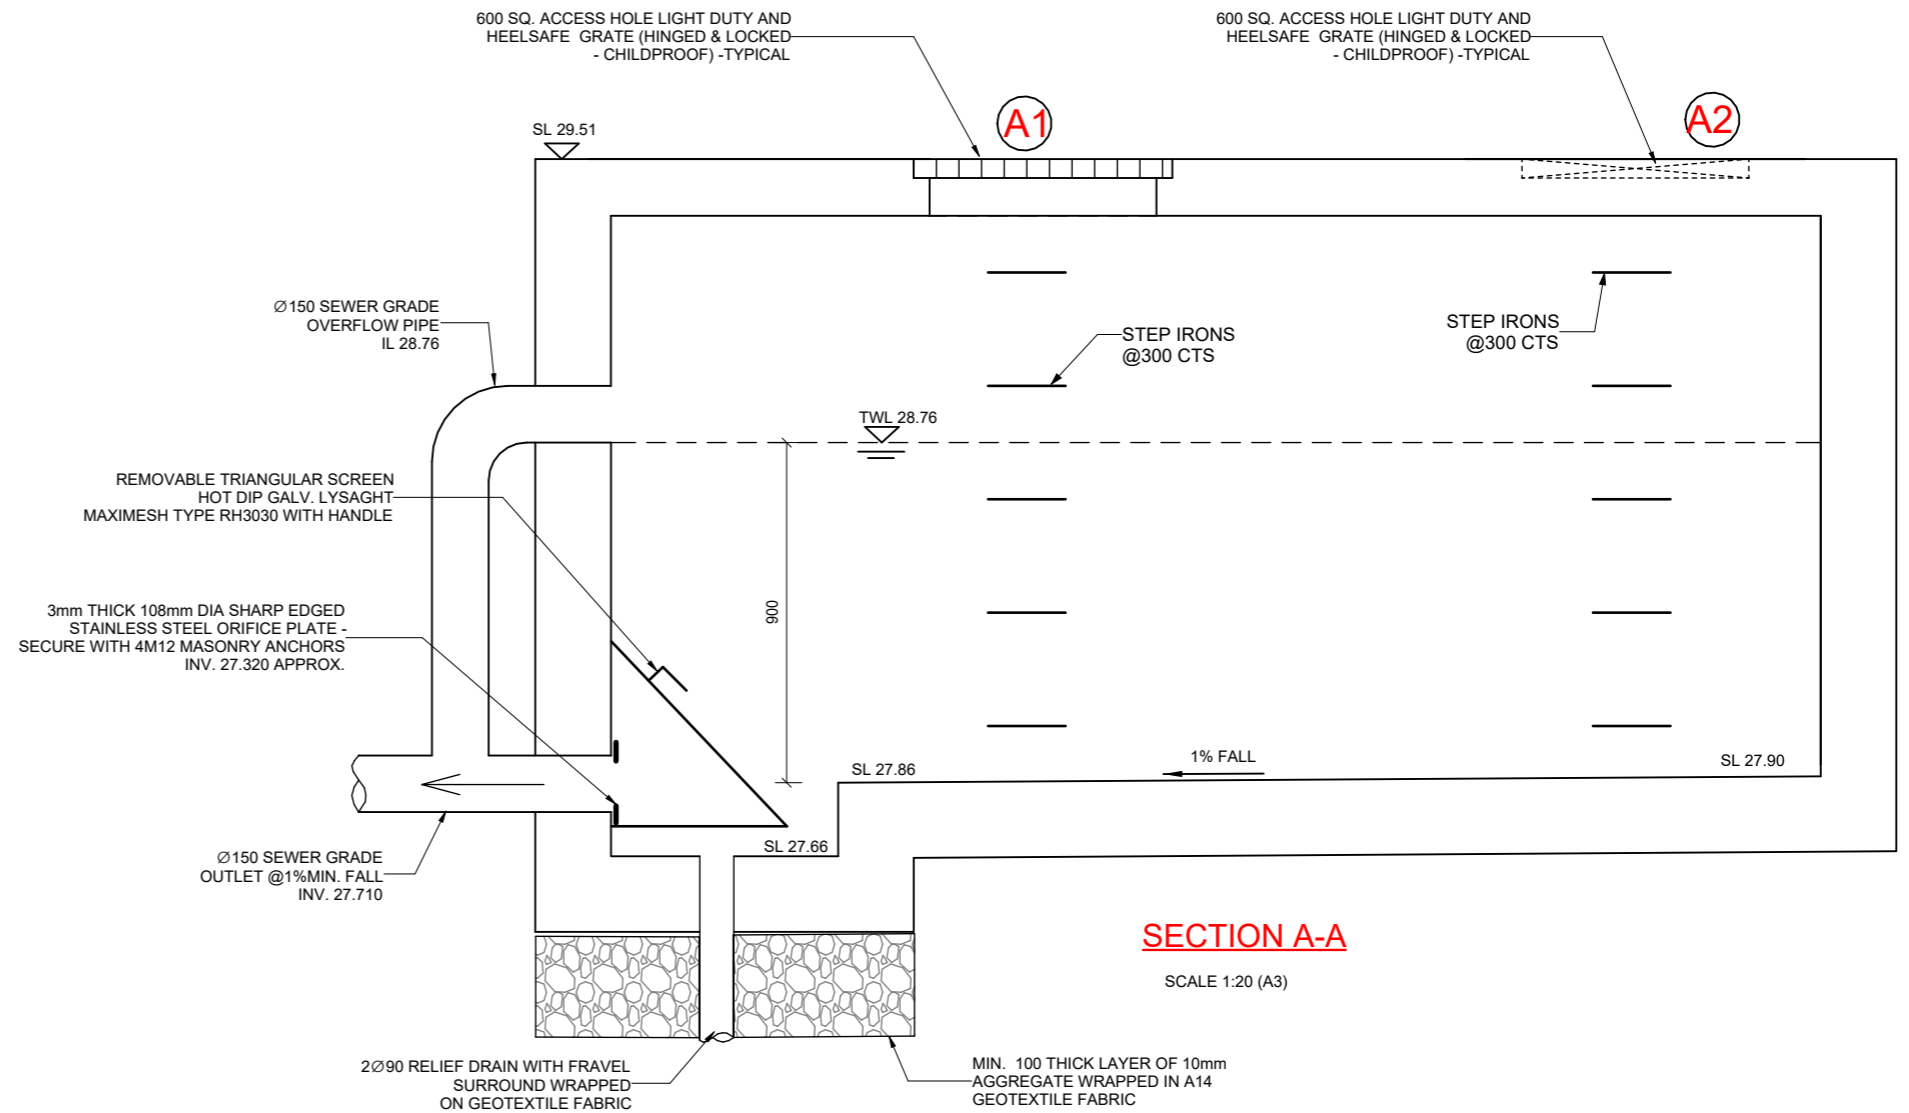 600 SQ. ACCESS HOLE LIGHT DUTY AND
HEELSAFE GRATE (HINGED & LOCKED
- CHILDPROOF) -TYPICAL
600 SQ. ACCESS HOLE LIGHT DUTY AND
HEELSAFE GRATE (HINGED & LOCKED
- CHILDPROOF) -TYPICAL
A1
A2
SL 29.51
Ø150 SEWER GRADE
OVERFLOW PIPE
IL 28.76
STEP IRONS
@300 CTS
STEP IRONS
@300 CTS
TWL 28.76
REMOVABLE TRIANGULAR SCREEN
HOT DIP GALV. LYSAGHT
MAXIMESH TYPE RH3030 WITH HANDLE
900
3mm THICK 108mm DIA SHARP EDGED
STAINLESS STEEL ORIFICE PLATE -
SECURE WITH 4M12 MASONRY ANCHORS
INV. 27.320 APPROX.
SL 27.86
1% FALL
SL 27.90
SL 27.66
Ø150 SEWER GRADE
OUTLET @1%MIN. FALL
INV. 27.710
SECTION A-A
SCALE 1:20 (A3)
2Ø90 RELIEF DRAIN WITH FRAVEL
SURROUND WRAPPED
ON GEOTEXTILE FABRIC
MIN. 100 THICK LAYER OF 10mm
AGGREGATE WRAPPED IN A14
GEOTEXTILE FABRIC